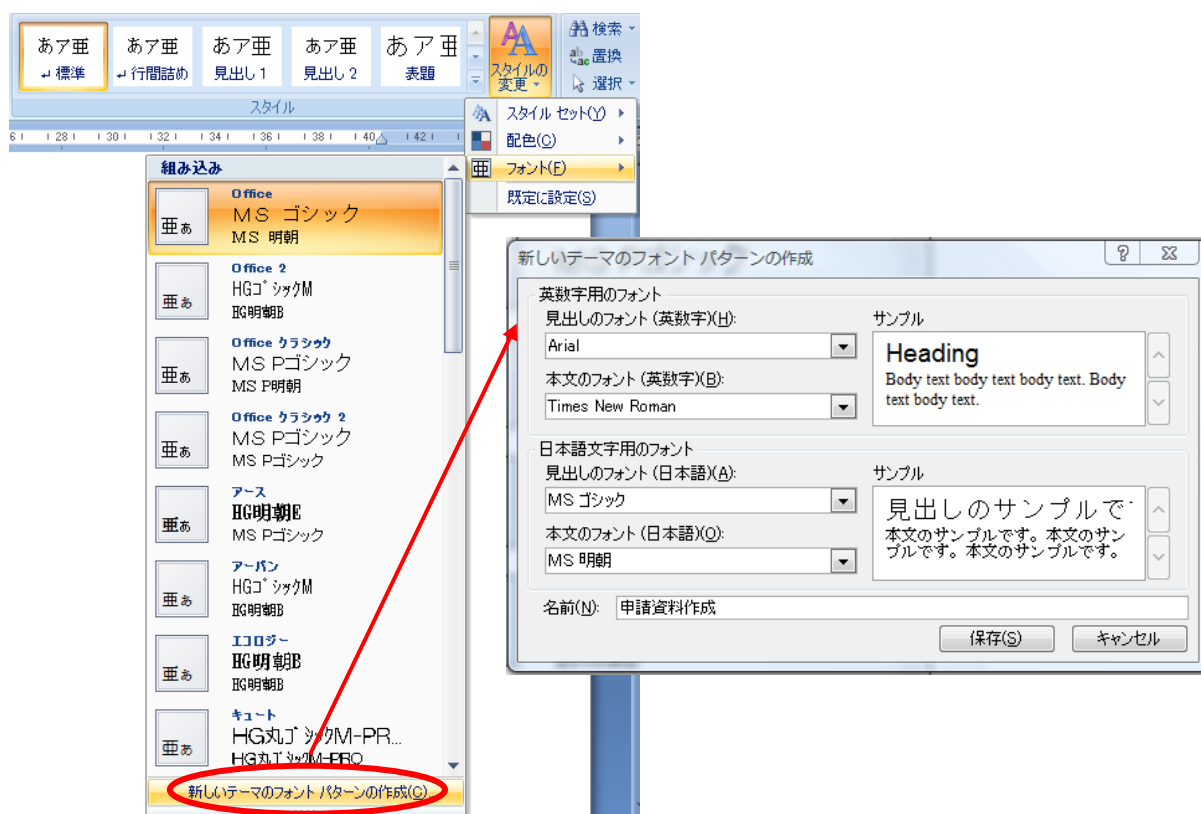 あア亜 あア亜 あア亜 あア亜 あア亜
↵ 標準 ↵ 行間詰め 見出し 1 見出し 2 表題
スタイルの
変更
検索
置換
選択
スタイル
スタイル セット(Y)
配色(C)
フォント(F)
既定に設定(S)
28 30 32 34 36 38 40 42
組み込み
亜あ
Office
MS ゴシック
MS 明朝
亜あ
Office 2
HGゴシックM
HG明朝B
亜あ
Office クラシック
MS Pゴシック
MS P明朝
亜あ
Office クラシック 2
MS Pゴシック
MS Pゴシック
亜あ
アース
HG明朝E
MS Pゴシック
亜あ
アーバン
HGゴシックM
HG明朝B
亜あ
エコロジー
HG明朝B
HG明朝B
亜あ
キュート
HG丸ゴシックM-PR...
HG丸ゴシックM-PRO
新しいテーマのフォント パターンの作成(C)...
新しいテーマのフォント パターンの作成
英数字用のフォント
見出しのフォント (英数字)(H):
Arial
本文のフォント (英数字)(B):
Times New Roman
サンプル
Heading
Body text body text body text. Body
text body text.
日本語文字用のフォント
見出しのフォント (日本語)(A):
MS ゴシック
本文のフォント (日本語)(O):
MS 明朝
サンプル
見出しのサンプルで
本文のサンプルです。本文のサン
プルです。本文のサンプルです。
名前(N): 申請資料作成
保存(S) キャンセル